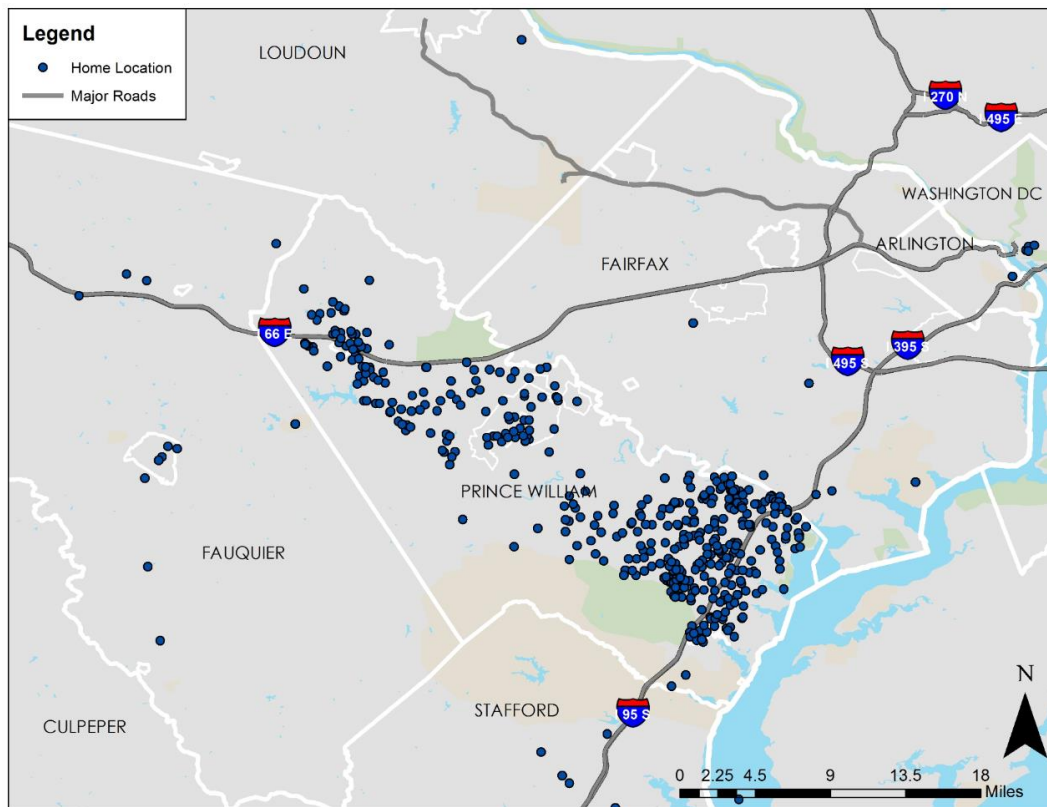 Legend
Home Location
Major Roads
LOUDOUN
I-270 N
I-495 E
WASHINGTON DC
ARLINGTON
FAIRFAX
66 E
I-395 S
495 S
PRINCE WILLIAM
FAUQUIER
STAFFORD
95 S
CULPEPER
N
0 2.25 4.5 9 13.5 18
Miles